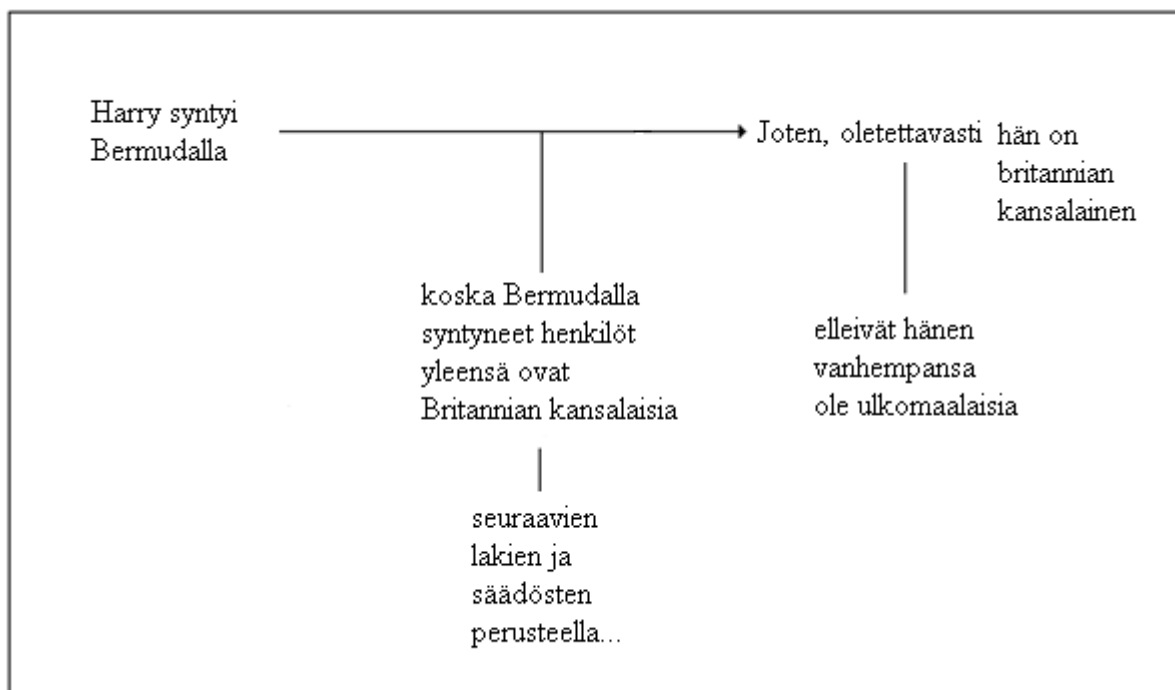 Harry syntyi
Bermudalla
Joten, oletettavasti
hän on
britannian
kansalainen
koska Bermudalla
syntyneet henkilöt
yleensä ovat
Britannian kansalaisia
elleivät hänen
vanhempansa
ole ulkomaalaisia
seuraavien
lakien ja
säädösten
perusteella...